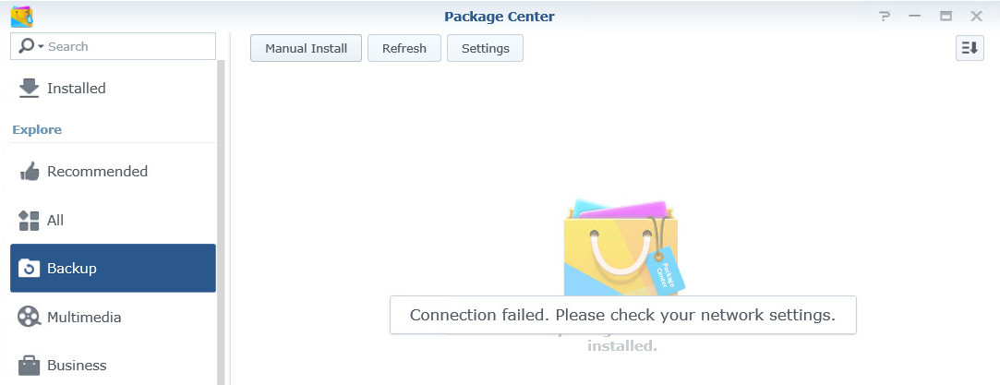 Package Center
Search
Manual Install
Refresh
Settings
Installed
Explore
Recommended
All
Backup
Multimedia
Business
Package
Center
Connection failed. Please check your network settings.
installed.